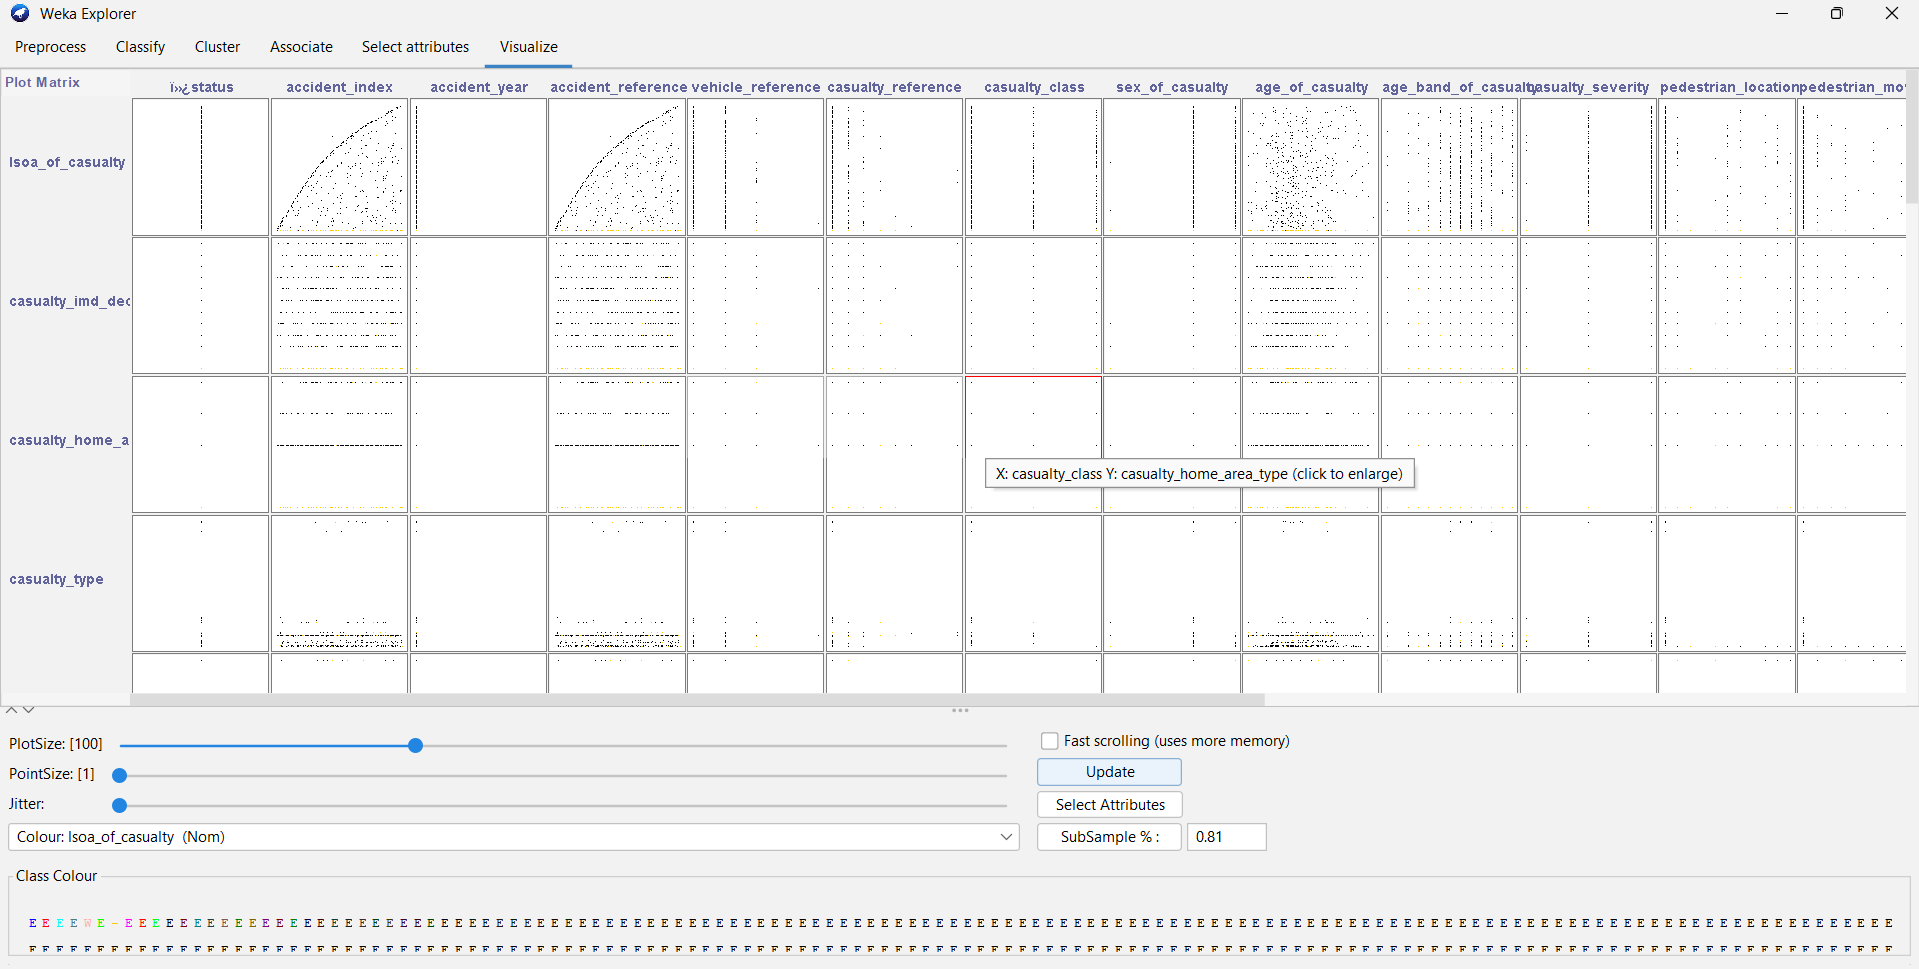 Weka Explorer
Preprocess Classify Cluster Associate Select attributes Visualize
Plot Matrix
ï»¿status accident_index accident_year accident_reference vehicle_reference casualty_reference casualty_class sex_of_casualty age_of_casualty age_band_of_casualty casualty_severity pedestrian_location pedestrian_mo
lsoa_of_casualty
casualty_imd_dec
casualty_home_a
X: casualty_class Y: casualty_home_area_type (click to enlarge)
casualty_type
PlotSize: [100]
Fast scrolling (uses more memory)
PointSize: [1]
Update
Jitter:
Select Attributes
Colour: lsoa_of_casualty (Nom)
SubSample % : 0.81
Class Colour